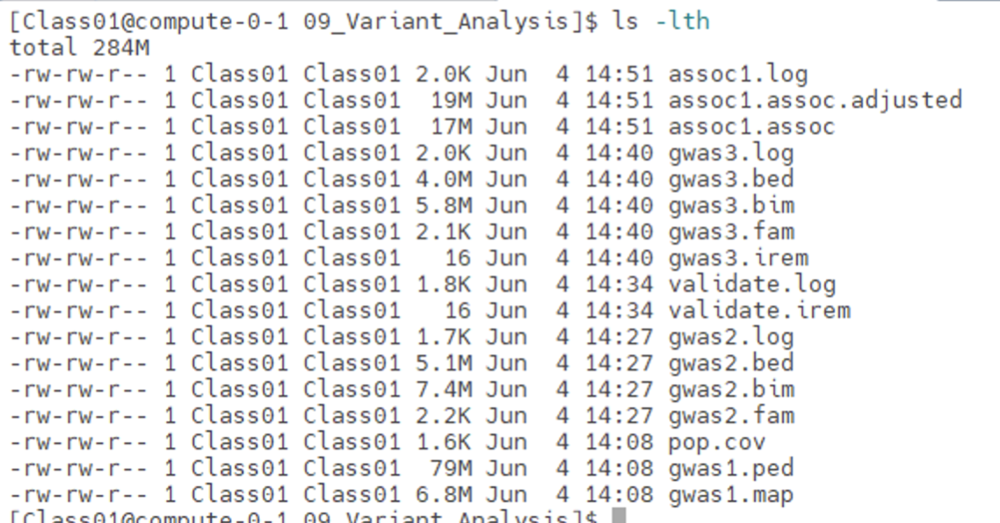 [Class01@compute-0-1 09_Variant_Analysis]$ ls -lth
total 284M
-rw-rw-r-- 1 Class01 Class01 2.0K Jun  4 14:51 assoc1.log
-rw-rw-r-- 1 Class01 Class01  19M Jun  4 14:51 assoc1.assoc.adjusted
-rw-rw-r-- 1 Class01 Class01  17M Jun  4 14:51 assoc1.assoc
-rw-rw-r-- 1 Class01 Class01 2.0K Jun  4 14:40 gwas3.log
-rw-rw-r-- 1 Class01 Class01 4.0M Jun  4 14:40 gwas3.bed
-rw-rw-r-- 1 Class01 Class01 5.8M Jun  4 14:40 gwas3.bim
-rw-rw-r-- 1 Class01 Class01 2.1K Jun  4 14:40 gwas3.fam
-rw-rw-r-- 1 Class01 Class01   16 Jun  4 14:40 gwas3.irem
-rw-rw-r-- 1 Class01 Class01 1.8K Jun  4 14:34 validate.log
-rw-rw-r-- 1 Class01 Class01   16 Jun  4 14:34 validate.irem
-rw-rw-r-- 1 Class01 Class01 1.7K Jun  4 14:27 gwas2.log
-rw-rw-r-- 1 Class01 Class01 5.1M Jun  4 14:27 gwas2.bed
-rw-rw-r-- 1 Class01 Class01 7.4M Jun  4 14:27 gwas2.bim
-rw-rw-r-- 1 Class01 Class01 2.2K Jun  4 14:27 gwas2.fam
-rw-rw-r-- 1 Class01 Class01 1.6K Jun  4 14:08 pop.cov
-rw-rw-r-- 1 Class01 Class01  79M Jun  4 14:08 gwas1.ped
-rw-rw-r-- 1 Class01 Class01 6.8M Jun  4 14:08 gwas1.map
[Class01@compute-0-1 09_Variant_Analysis]$